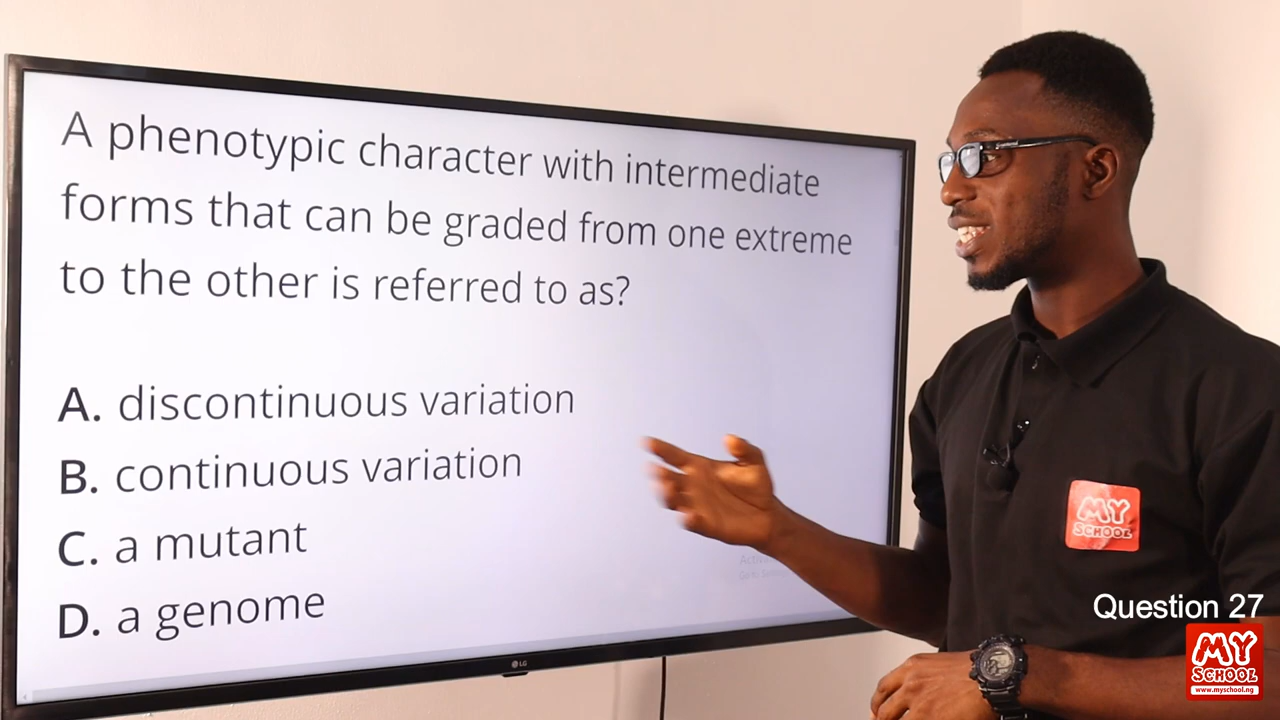 A phenotypic character with intermediate
forms that can be graded from one extreme
to the other is referred to as?
A. discontinuous variation
B. continuous variation
C. a mutant
D. a genome
LG
MY
SCHOOL
Question 27
MY
SCHOOL
www.myschool.ng